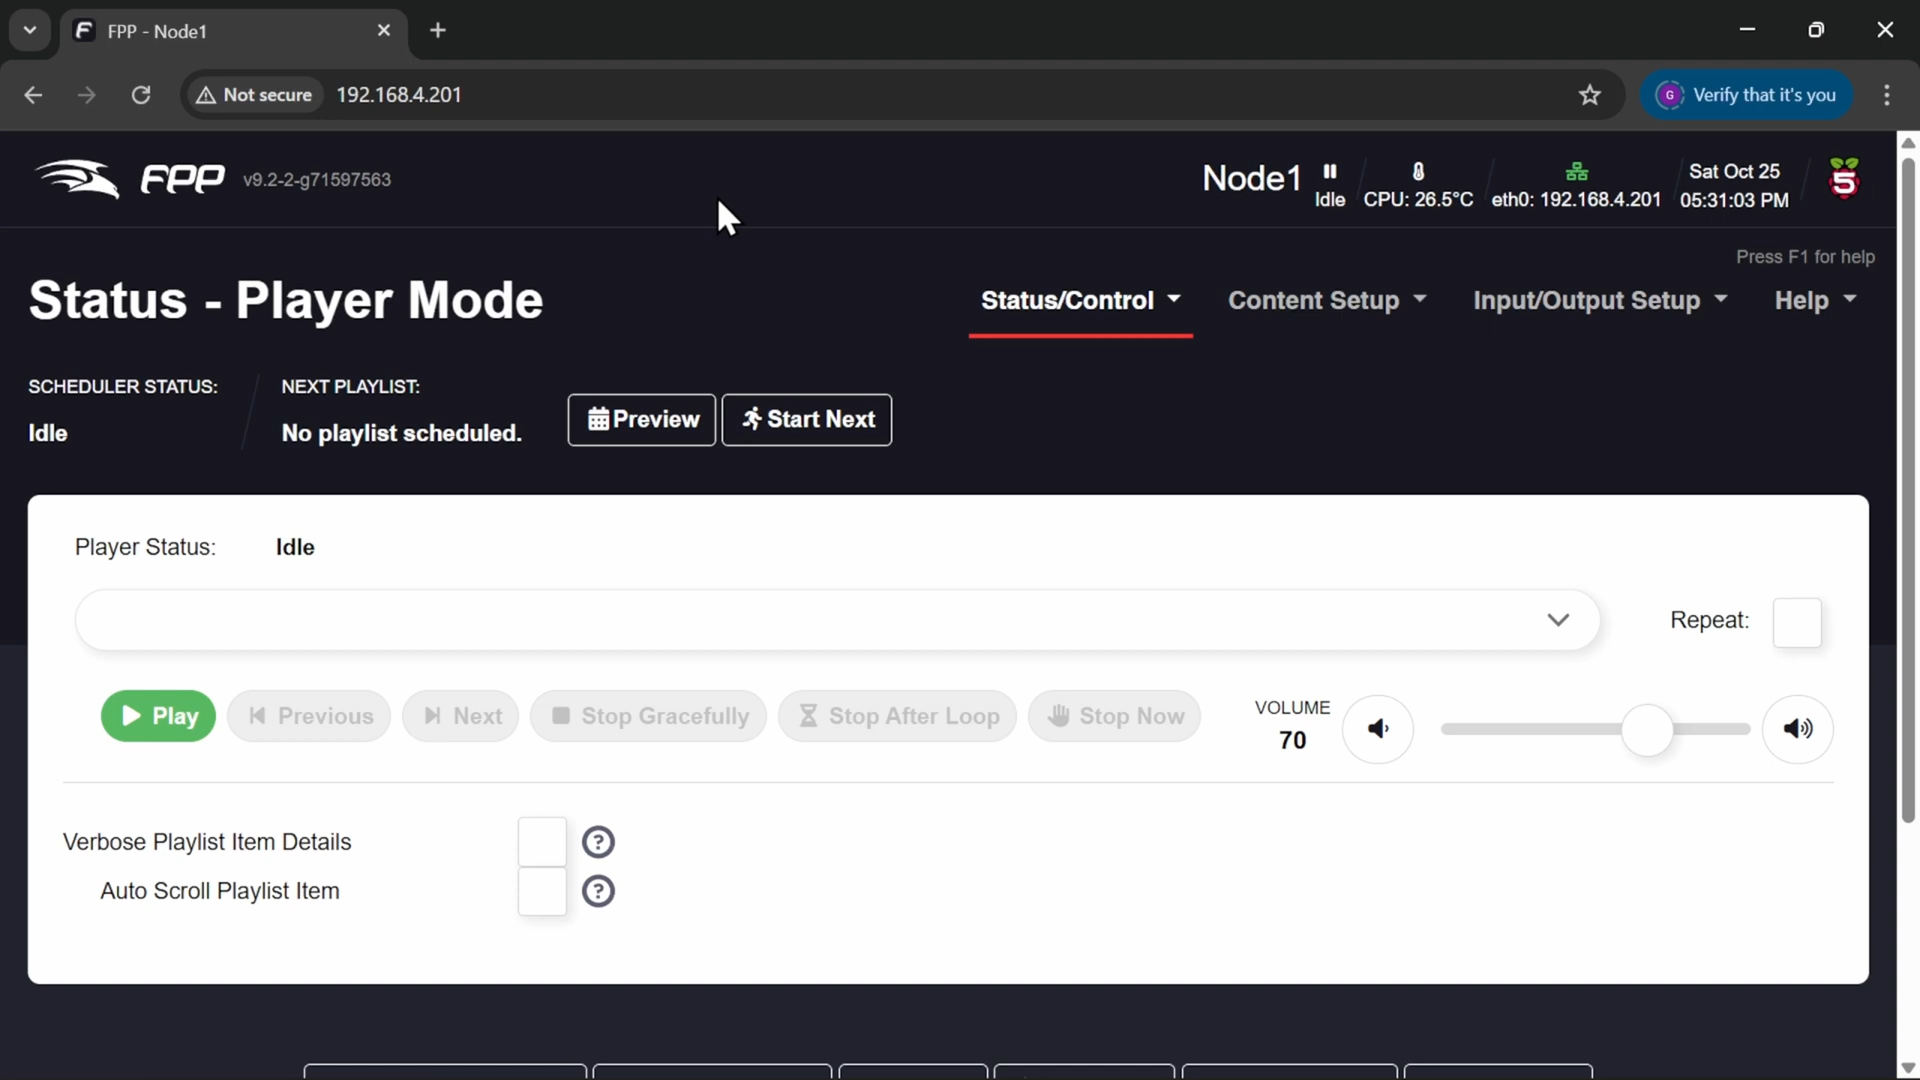 FPP - Node1
Not secure 192.168.4.201
G Verify that it's you
FPP v9.2-2-g71597563
Node1 Idle CPU: 26.5°C eth0: 192.168.4.201 Sat Oct 25 05:31:03 PM
5
Press F1 for help
Status - Player Mode
Status/Control Content Setup Input/Output Setup Help
SCHEDULER STATUS: NEXT PLAYLIST:
Idle No playlist scheduled.
Preview Start Next
Player Status: Idle
Repeat:
Play Previous Next Stop Gracefully Stop After Loop Stop Now
VOLUME
70
Verbose Playlist Item Details ?
Auto Scroll Playlist Item ?